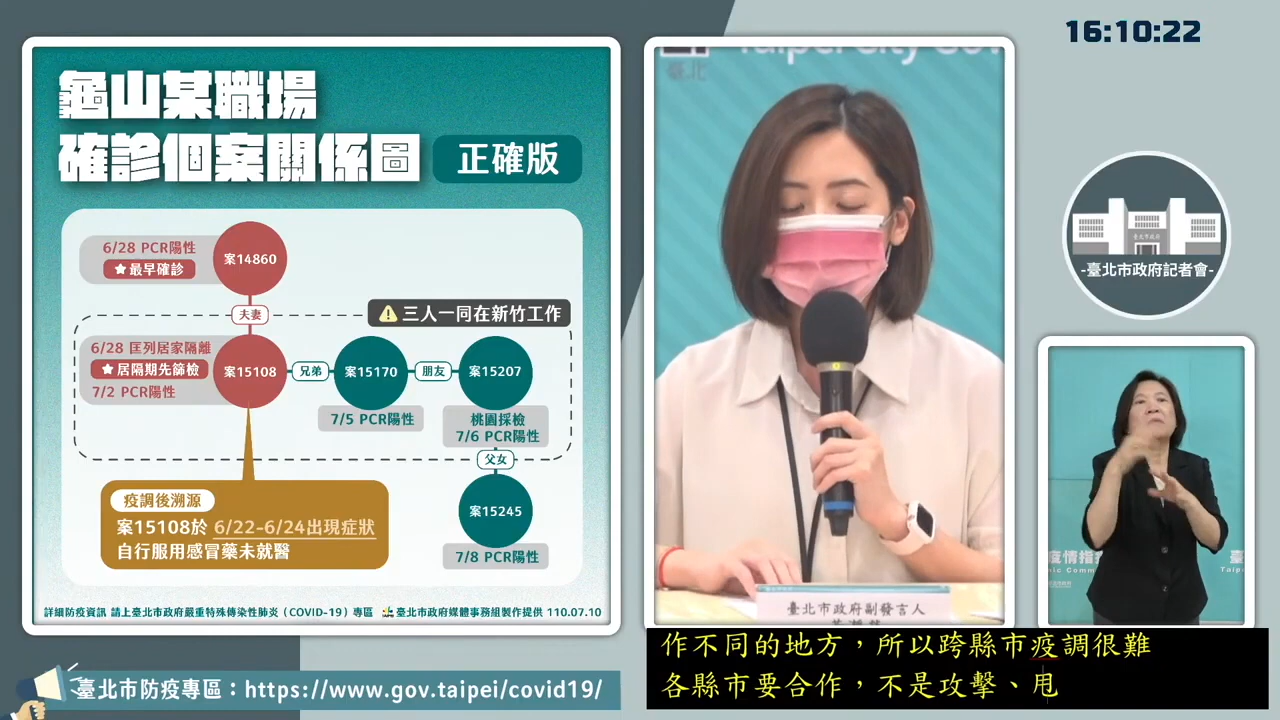 16:10:22
龜山某職場
確診個案關係圖 正確版
6/28 PCR陽性
★最早確診
案14860
夫妻
三人一同在新竹工作
6/28 匡列居家隔離
★居隔期先篩檢
7/2 PCR陽性
案15108
兄弟
案15170
朋友
案15207
7/5 PCR陽性
桃園採檢
7/6 PCR陽性
父女
案15245
7/8 PCR陽性
疫調後溯源
案15108於 6/22-6/24出現症狀
自行服用感冒藥未就醫
詳細防疫資訊 請上臺北市政府嚴重特殊傳染性肺炎（COVID-19）專區 臺北市政府媒體事務組製作提供 110.07.10
臺北市防疫專區：https://www.gov.taipei/covid19/
Taipei City
臺北
臺北市政府副發言人
臺北市政府
-臺北市政府記者會-
疫情指
臺
作不同的地方，所以跨縣市疫調很難
各縣市要合作，不是攻擊、甩